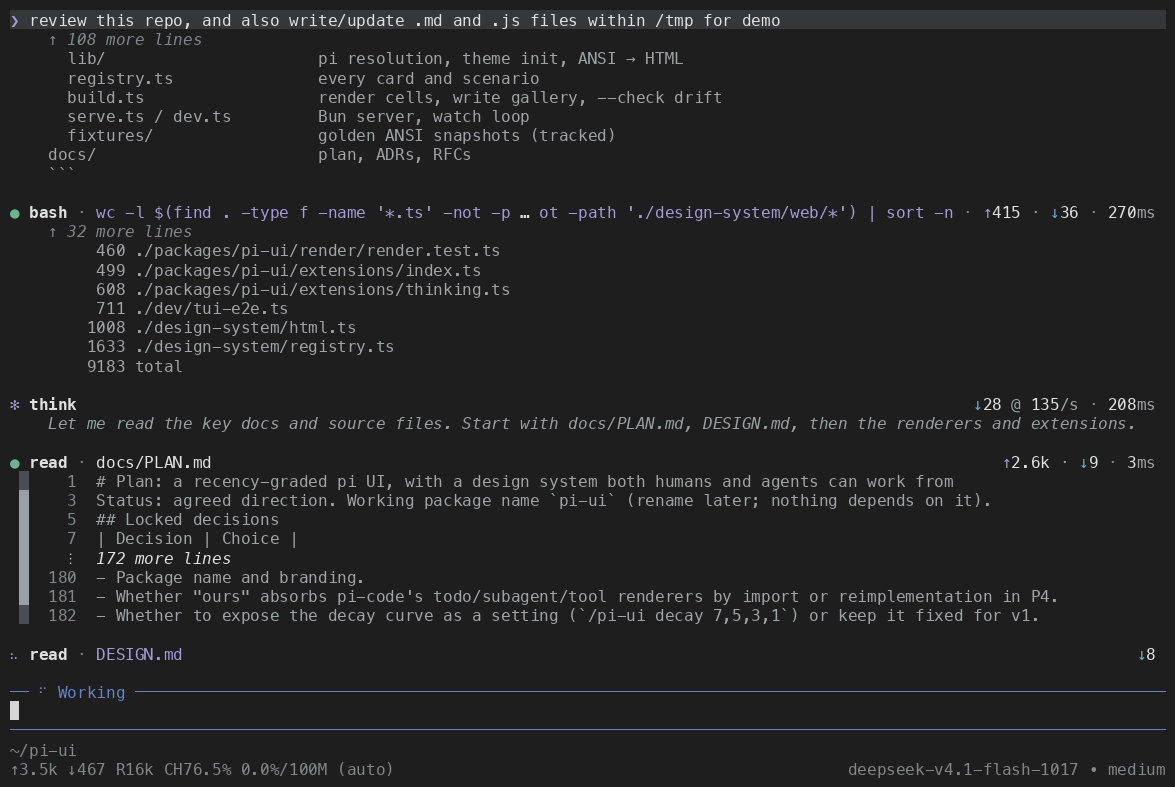 ❯ review this repo, and also write/update .md and .js files within /tmp for demo
↑ 108 more lines
lib/ pi resolution, theme init, ANSI → HTML
registry.ts every card and scenario
build.ts render cells, write gallery, --check drift
serve.ts / dev.ts Bun server, watch loop
fixtures/ golden ANSI snapshots (tracked)
docs/ plan, ADRs, RFCs
```
● bash · wc -l $(find . -type f -name '*.ts' -not -p … ot -path './design-system/web/*') | sort -n · ↑415 · ↓36 · 270ms
↑ 32 more lines
460 ./packages/pi-ui/render/render.test.ts
499 ./packages/pi-ui/extensions/index.ts
608 ./packages/pi-ui/extensions/thinking.ts
711 ./dev/tui-e2e.ts
1008 ./design-system/html.ts
1633 ./design-system/registry.ts
9183 total
✻ think ↓28 @ 135/s · 208ms
Let me read the key docs and source files. Start with docs/PLAN.md, DESIGN.md, then the renderers and extensions.
● read · docs/PLAN.md ↑2.6k · ↓9 · 3ms
1 # Plan: a recency-graded pi UI, with a design system both humans and agents can work from
3 Status: agreed direction. Working package name `pi-ui` (rename later; nothing depends on it).
5 ## Locked decisions
7 | Decision | Choice |
⋮ 172 more lines
180 - Package name and branding.
181 - Whether "ours" absorbs pi-code's todo/subagent/tool renderers by import or reimplementation in P4.
182 - Whether to expose the decay curve as a setting (`/pi-ui decay 7,5,3,1`) or keep it fixed for v1.
read · DESIGN.md ↓8
Working
~/pi-ui
↑3.5k ↓467 R16k CH76.5% 0.0%/100M (auto) deepseek-v4.1-flash-1017 • medium